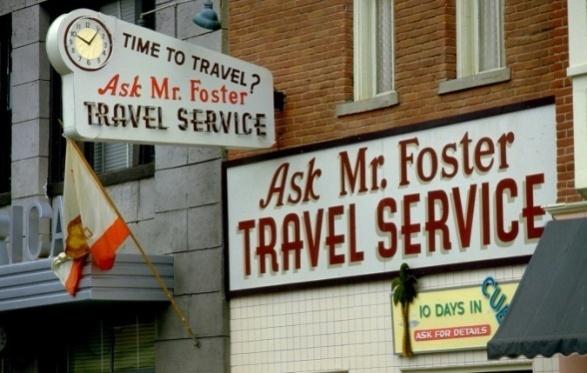 TIME TO TRAVEL?
Ask Mr. Foster
TRAVEL SERVICE
Ask Mr. Foster
TRAVEL SERVICE
10 DAYS IN
ASK FOR DETAILS